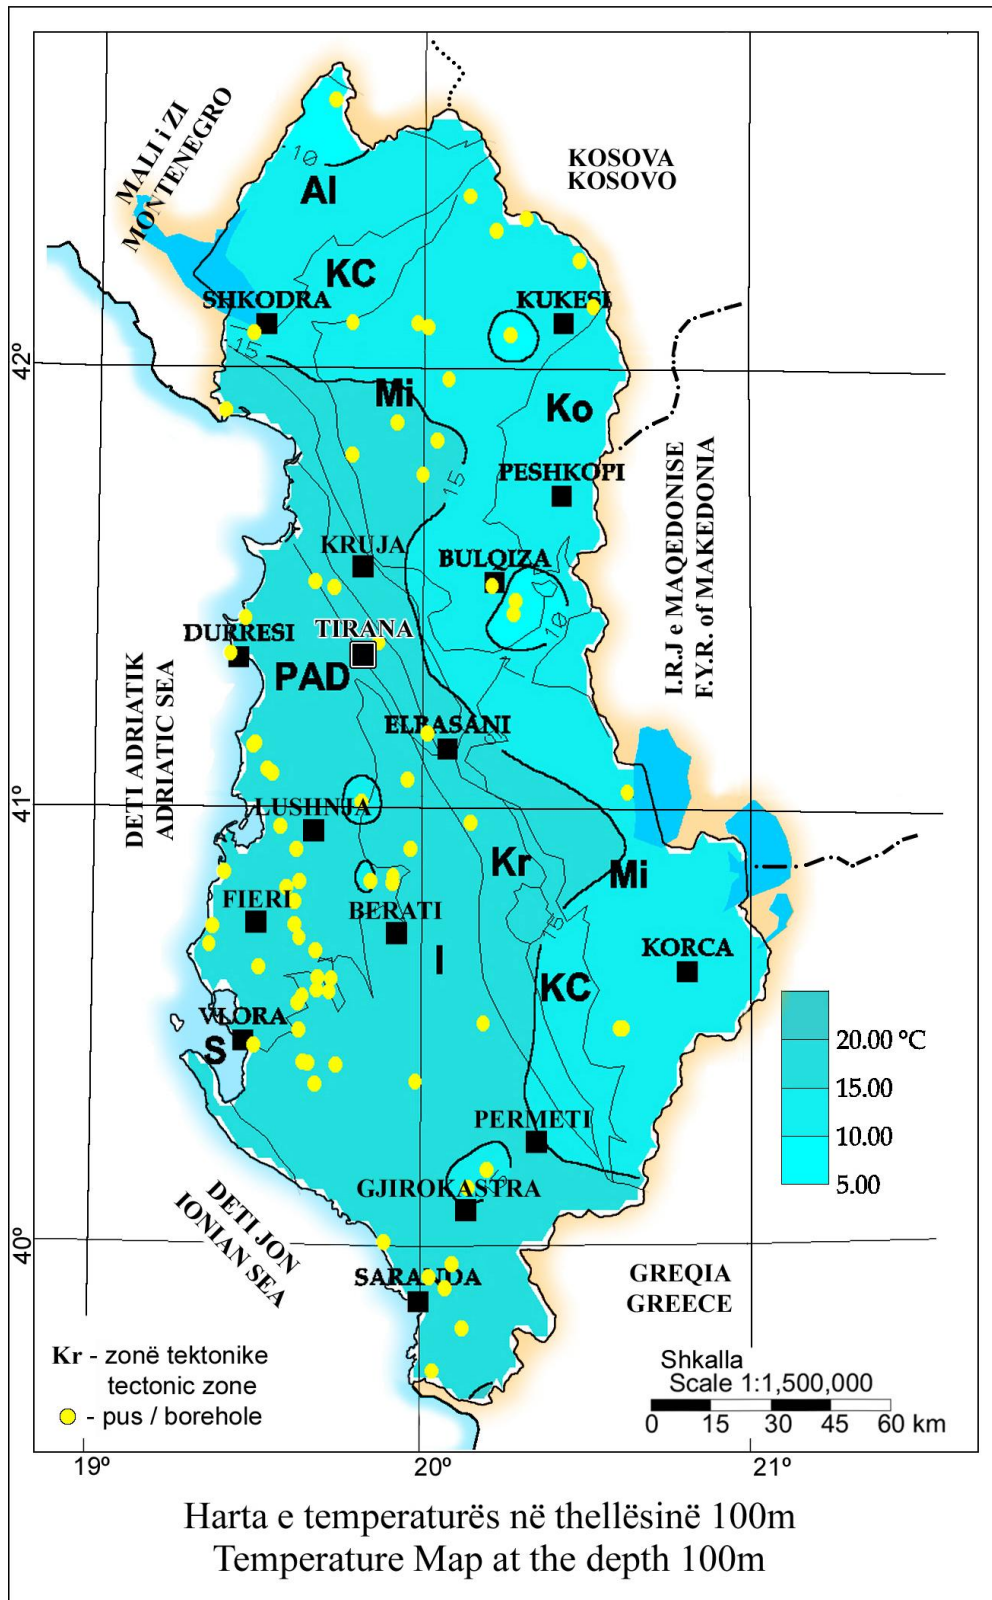 MALI i ZI
MONTENEGRO
KOSOVA
KOSOVO
10
Al
KC
SHKODRA
KUKESI
15
42º
Mi
Ko
15
PESHKOPI
I.R.J e MAQEDONISE
F.Y.R. of MAKEDONIA
KRUJA
BULQIZA
10
DURRESI
TIRANA
PAD
DETI ADRIATIK
ADRIATIC SEA
ELBASANI
41º
LUSHNJA
Kr
Mi
FIERI
BERATI
15
KORCA
I
KC
VLORA
S
20.00 ºC
15.00
10.00
5.00
PERMETI
15
GJIROKASTRA
DETI JON
IONIAN SEA
40º
SARANDA
GREQIA
GREECE
Kr - zonë tektonike
tectonic zone
- pus / borehole
Shkalla
Scale 1:1,500,000
0 15 30 45 60 km
19º 20º 21º
Harta e temperaturës në thellësinë 100m
Temperature Map at the depth 100m